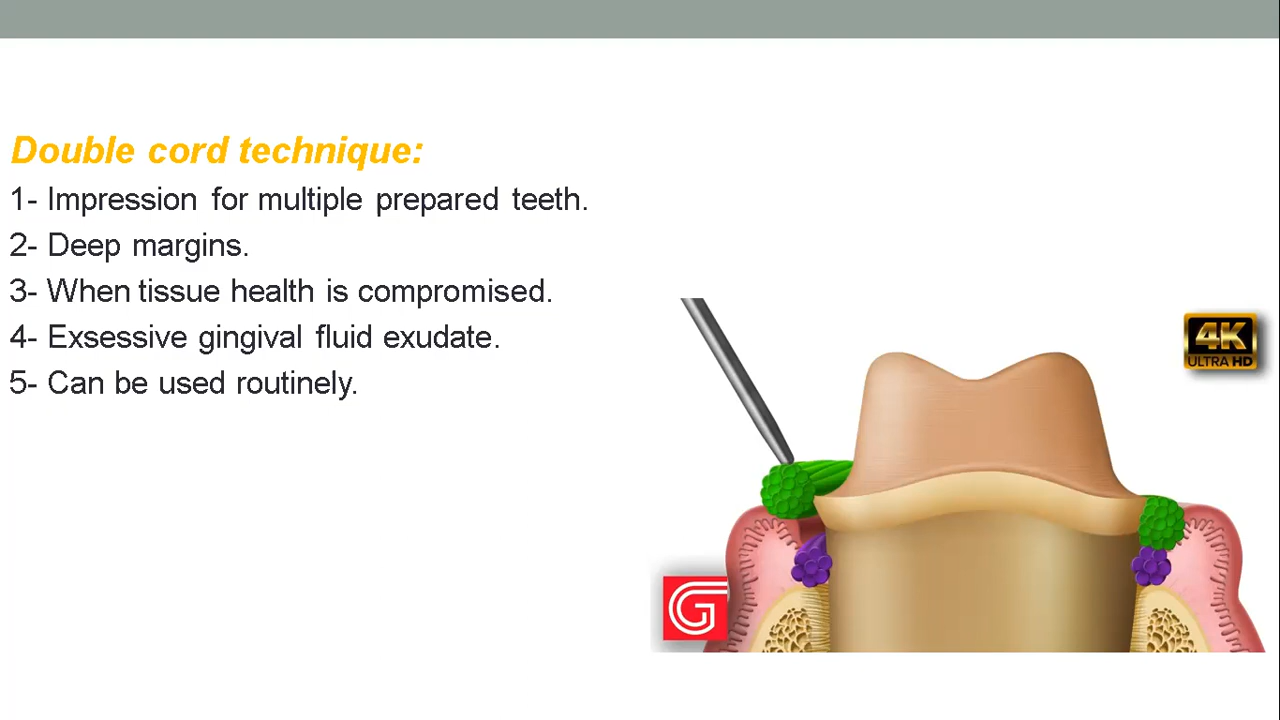 Double cord technique:
1- Impression for multiple prepared teeth.
2- Deep margins.
3- When tissue health is compromised.
4- Exsessive gingival fluid exudate.
5- Can be used routinely.
4K
ULTRA HD
G